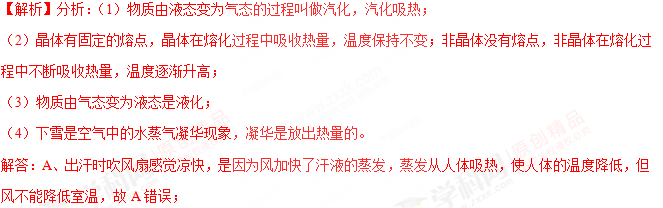 【解析】分析：（1）物质由液态变为气态的过程叫做汽化，汽化吸热；
（2）晶体有固定的熔点，晶体在熔化过程中吸收热量，温度保持不变；非晶体没有熔点，非晶体在熔化过
程中不断吸收热量，温度逐渐升高；
（3）物质由气态变为液态是液化；
（4）下雪是空气中的水蒸气凝华现象，凝华是放出热量的。
解答：A、出汗时吹风扇感觉凉快，是因为风加快了汗液的蒸发，蒸发从人体吸热，使人体的温度降低，但
风不能降低室温，故 A 错误；